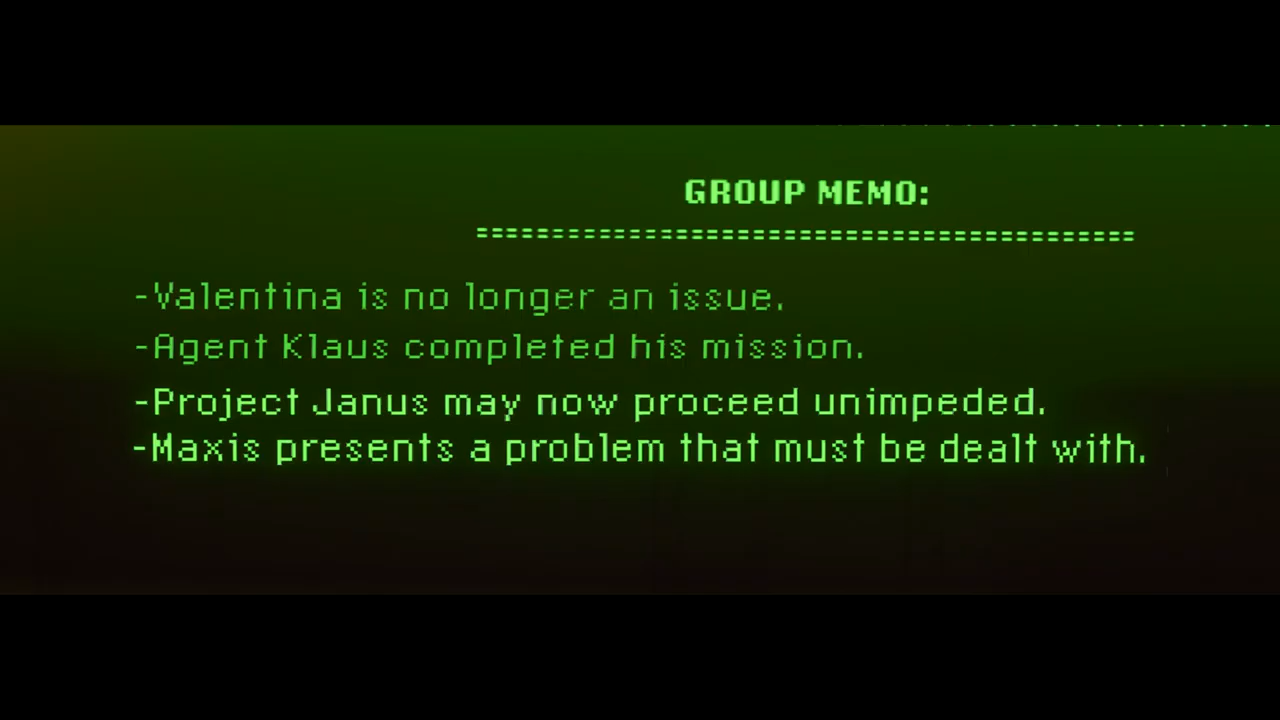 GROUP MEMO:
===========================================
-Valentina is no longer an issue.
-Agent Klaus completed his mission.
-Project Janus may now proceed unimpeded.
-Maxis presents a problem that must be dealt with.